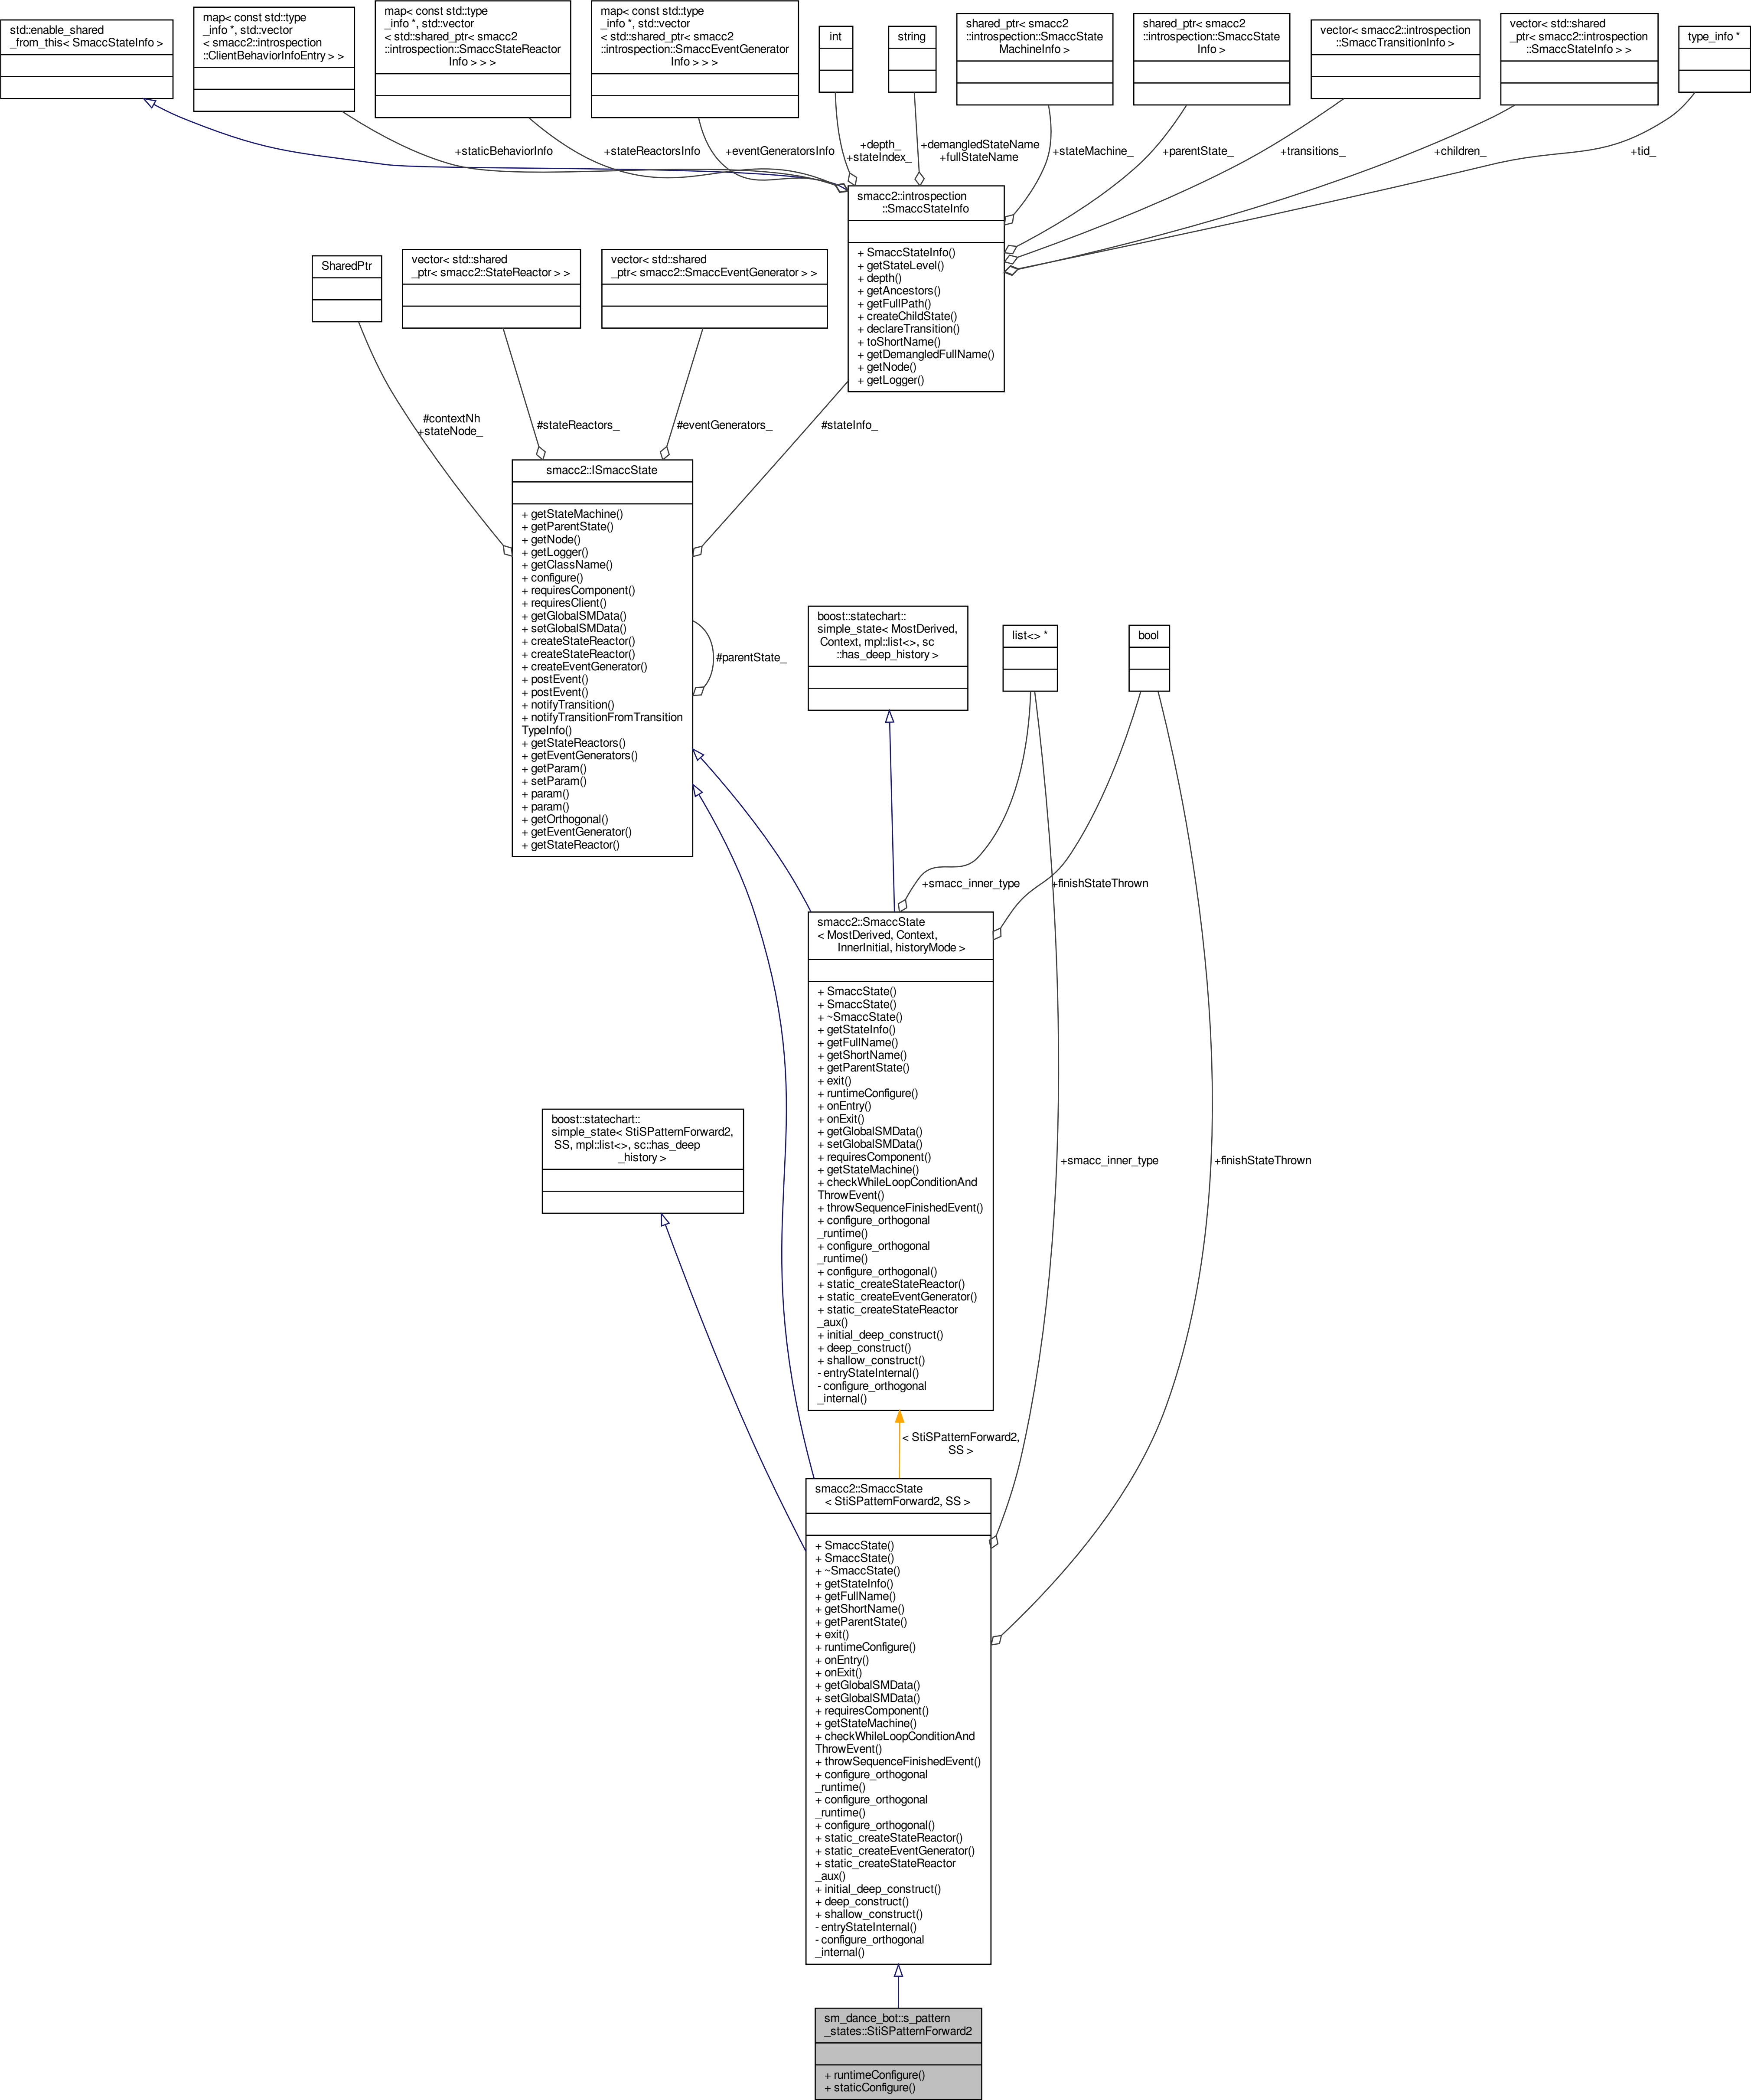 std::enable_shared
_from_this< SmaccStateInfo >
map< const std::type
_info *, std::vector
< smacc2::introspection
::ClientBehaviorInfoEntry > >
map< const std::type
_info *, std::vector
< std::shared_ptr< smacc2
::introspection::SmaccStateReactor
Info > > >
map< const std::type
_info *, std::vector
< std::shared_ptr< smacc2
::introspection::SmaccEventGenerator
Info > > >
int
string
shared_ptr< smacc2
::introspection::SmaccState
MachineInfo >
shared_ptr< smacc2
::introspection::SmaccState
Info >
vector< smacc2::introspection
::SmaccTransitionInfo >
vector< std::shared
_ptr< smacc2::introspection
::SmaccStateInfo > >
type_info *
+staticBehaviorInfo
+stateReactorsInfo
+eventGeneratorsInfo
+depth_
+stateIndex_
+demangledStateName
+fullStateName
+stateMachine_
+parentState_
+transitions_
+children_
+tid_
smacc2::introspection
::SmaccStateInfo
+ SmaccStateInfo()
+ getStateLevel()
+ depth()
+ getAncestors()
+ getFullPath()
+ createChildState()
+ declareTransition()
+ toShortName()
+ getDemangledFullName()
+ getNode()
+ getLogger()
SharedPtr
vector< std::shared
_ptr< smacc2::StateReactor > >
vector< std::shared
_ptr< smacc2::SmaccEventGenerator > >
#contextNh
+stateNode_
#stateReactors_
#eventGenerators_
#stateInfo_
smacc2::ISmaccState
+ getStateMachine()
+ getParentState()
+ getNode()
+ getLogger()
+ getClassName()
+ configure()
+ requiresComponent()
+ requiresClient()
+ getGlobalSMData()
+ setGlobalSMData()
+ createStateReactor()
+ createStateReactor()
+ createEventGenerator()
+ postEvent()
+ postEvent()
+ notifyTransition()
+ notifyTransitionFromTransition
TypeInfo()
+ getStateReactors()
+ getEventGenerators()
+ getParam()
+ setParam()
+ param()
+ param()
+ getOrthogonal()
+ getEventGenerator()
+ getStateReactor()
#parentState_
boost::statechart::
simple_state< MostDerived,
Context, mpl::list<>, sc
::has_deep_history >
list<> *
bool
+smacc_inner_type
+finishStateThrown
smacc2::SmaccState
< MostDerived, Context,
InnerInitial, historyMode >
+ SmaccState()
+ SmaccState()
+ ~SmaccState()
+ getStateInfo()
+ getFullName()
+ getShortName()
+ getParentState()
+ exit()
+ runtimeConfigure()
+ onEntry()
+ onExit()
+ getGlobalSMData()
+ setGlobalSMData()
+ requiresComponent()
+ getStateMachine()
+ checkWhileLoopConditionAnd
ThrowEvent()
+ throwSequenceFinishedEvent()
+ configure_orthogonal
_runtime()
+ configure_orthogonal
_runtime()
+ configure_orthogonal()
+ static_createStateReactor()
+ static_createEventGenerator()
+ static_createStateReactor
_aux()
+ initial_deep_construct()
+ deep_construct()
+ shallow_construct()
- entryStateInternal()
- configure_orthogonal
_internal()
boost::statechart::
simple_state< StiSPatternForward2,
SS, mpl::list<>, sc::has_deep
_history >
+smacc_inner_type
+finishStateThrown
< StiSPatternForward2,
SS >
smacc2::SmaccState
< StiSPatternForward2, SS >
+ SmaccState()
+ SmaccState()
+ ~SmaccState()
+ getStateInfo()
+ getFullName()
+ getShortName()
+ getParentState()
+ exit()
+ runtimeConfigure()
+ onEntry()
+ onExit()
+ getGlobalSMData()
+ setGlobalSMData()
+ requiresComponent()
+ getStateMachine()
+ checkWhileLoopConditionAnd
ThrowEvent()
+ throwSequenceFinishedEvent()
+ configure_orthogonal
_runtime()
+ configure_orthogonal
_runtime()
+ configure_orthogonal()
+ static_createStateReactor()
+ static_createEventGenerator()
+ static_createStateReactor
_aux()
+ initial_deep_construct()
+ deep_construct()
+ shallow_construct()
- entryStateInternal()
- configure_orthogonal
_internal()
sm_dance_bot::s_pattern
_states::StiSPatternForward2
+ runtimeConfigure()
+ staticConfigure()